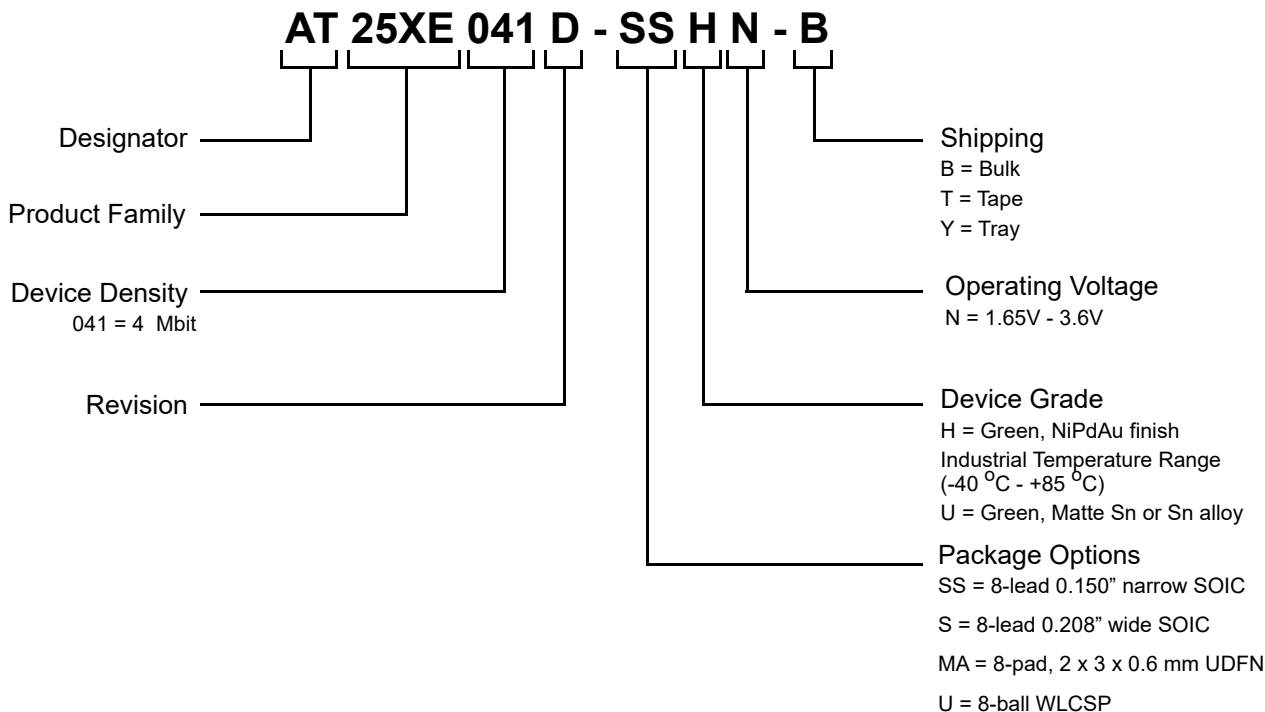 AT 25XE 041 D - SS H N - B
Designator
Product Family
Device Density
041 = 4 Mbit
Revision
Shipping
B = Bulk
T = Tape
Y = Tray
Operating Voltage
N = 1.65V - 3.6V
Device Grade
H = Green, NiPdAu finish
Industrial Temperature Range
(-40 °C - +85 °C)
U = Green, Matte Sn or Sn alloy
Package Options
SS = 8-lead 0.150” narrow SOIC
S = 8-lead 0.208” wide SOIC
MA = 8-pad, 2 x 3 x 0.6 mm UDFN
U = 8-ball WLCSP